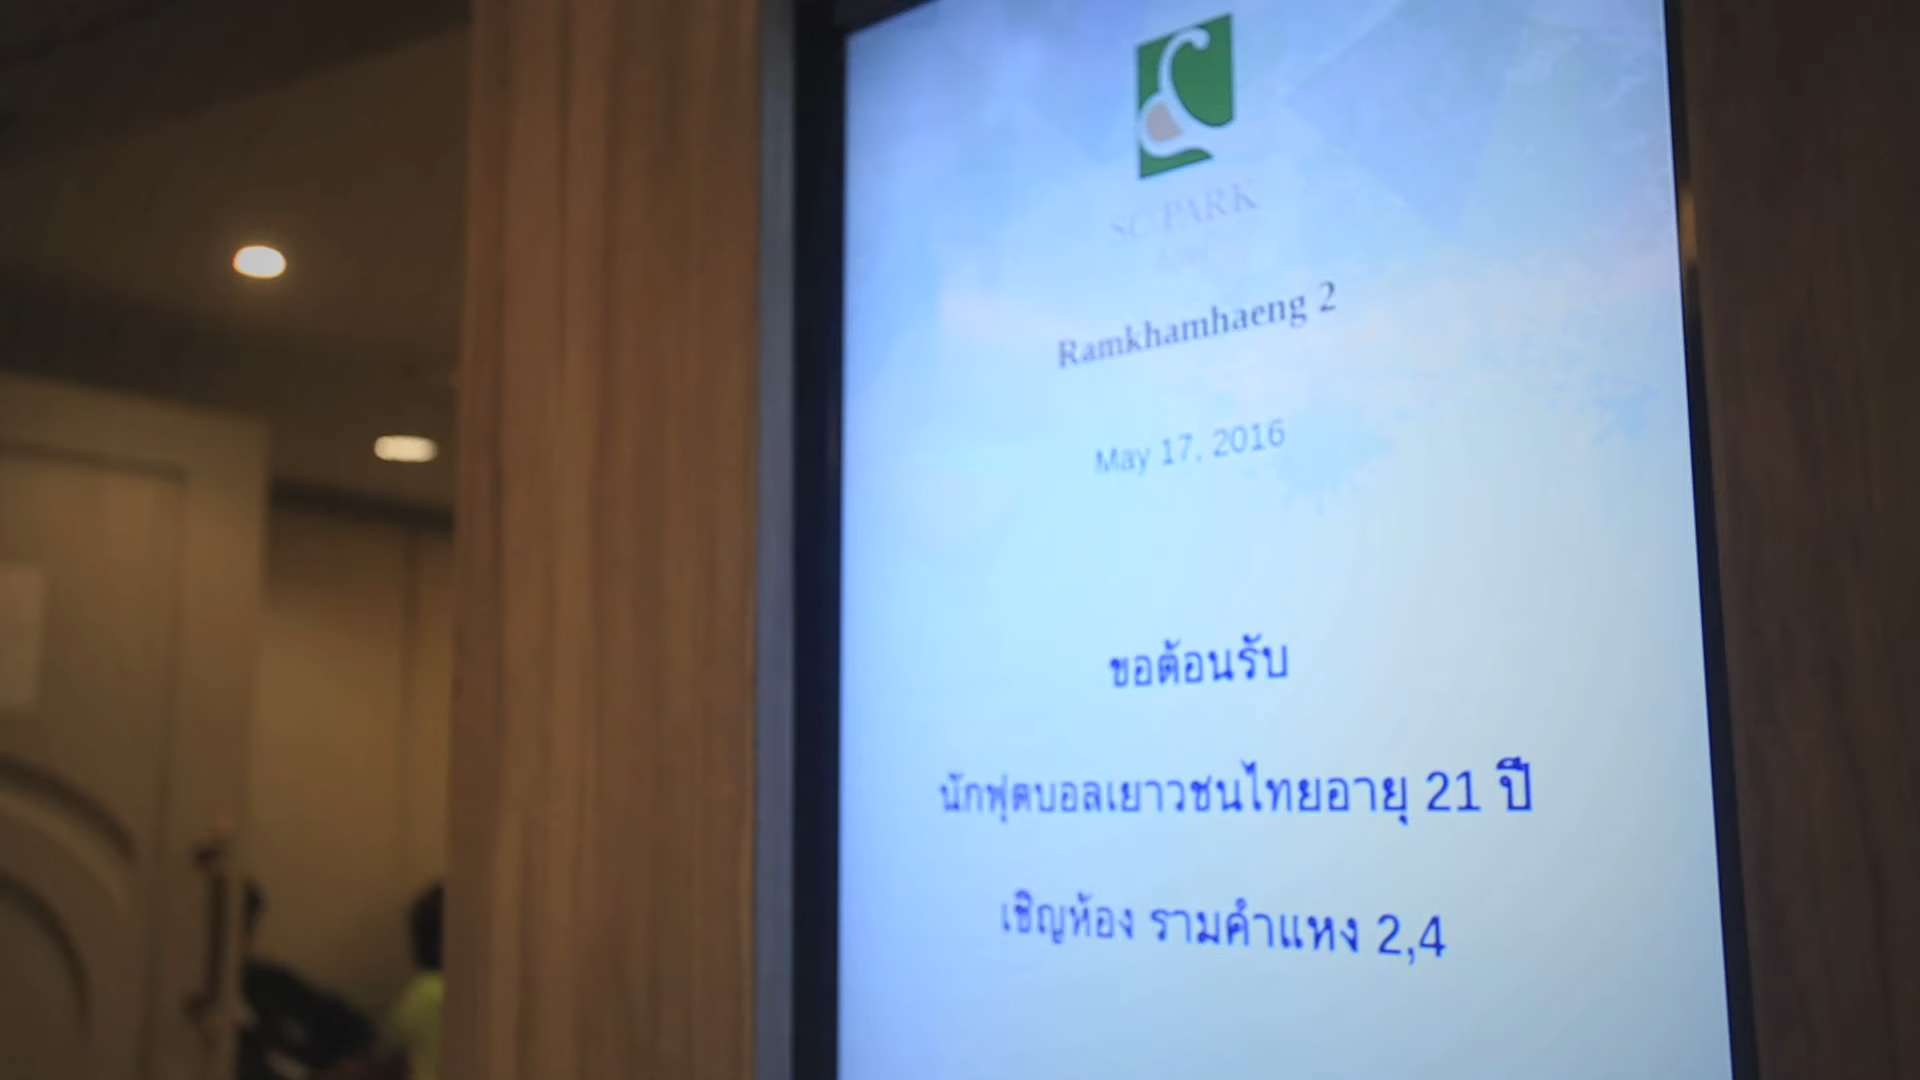 SC PARK
Ramkhamhaeng 2
May 17, 2016
ขอต้อนรับ
นักฟุตบอลเยาวชนไทยอายุ 21 ปี
เชิญห้อง รามคำแหง 2,4